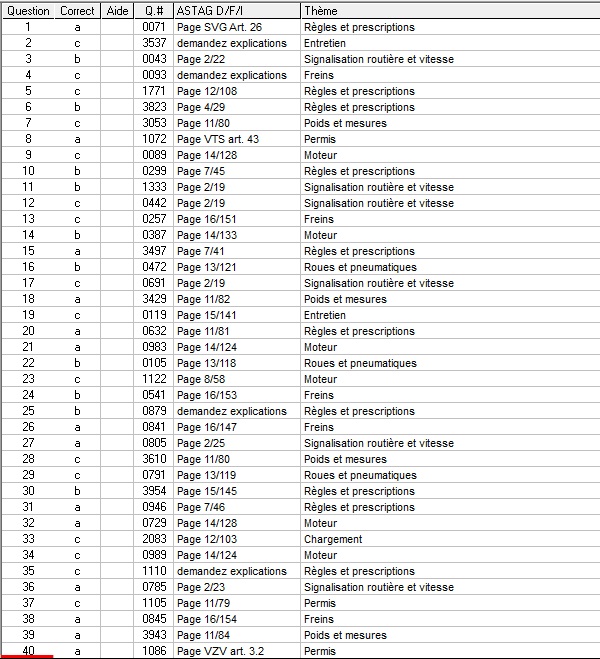 Question Correct Aide Q.# ASTAG D/F/I Thème
1 a 0071 Page SVG Art. 26 Règles et prescriptions
2 c 3537 demandez explications Entretien
3 b 0043 Page 2/22 Signalisation routière et vitesse
4 c 0093 demandez explications Freins
5 c 1771 Page 12/108 Règles et prescriptions
6 b 3823 Page 4/29 Règles et prescriptions
7 c 3053 Page 11/80 Poids et mesures
8 a 1072 Page VTS art. 43 Permis
9 c 0089 Page 14/128 Moteur
10 b 0299 Page 7/45 Règles et prescriptions
11 b 1333 Page 2/19 Signalisation routière et vitesse
12 c 0442 Page 2/19 Signalisation routière et vitesse
13 c 0257 Page 16/151 Freins
14 b 0387 Page 14/133 Moteur
15 a 3497 Page 7/41 Règles et prescriptions
16 b 0472 Page 13/121 Roues et pneumatiques
17 c 0691 Page 2/19 Signalisation routière et vitesse
18 a 3429 Page 11/82 Poids et mesures
19 c 0119 Page 15/141 Entretien
20 a 0632 Page 11/81 Règles et prescriptions
21 a 0983 Page 14/124 Moteur
22 b 0105 Page 13/118 Roues et pneumatiques
23 c 1122 Page 8/58 Moteur
24 b 0541 Page 16/153 Freins
25 b 0879 demandez explications Règles et prescriptions
26 a 0841 Page 16/147 Freins
27 a 0805 Page 2/25 Signalisation routière et vitesse
28 c 3610 Page 11/80 Poids et mesures
29 c 0791 Page 13/119 Roues et pneumatiques
30 b 3954 Page 15/145 Règles et prescriptions
31 a 0946 Page 7/46 Règles et prescriptions
32 a 0729 Page 14/128 Moteur
33 c 2083 Page 12/103 Chargement
34 c 0989 Page 14/124 Moteur
35 c 1110 demandez explications Règles et prescriptions
36 a 0785 Page 2/23 Signalisation routière et vitesse
37 c 1105 Page 11/79 Permis
38 a 0845 Page 16/154 Freins
39 a 3943 Page 11/84 Poids et mesures
40 a 1086 Page VZV art. 3.2 Permis